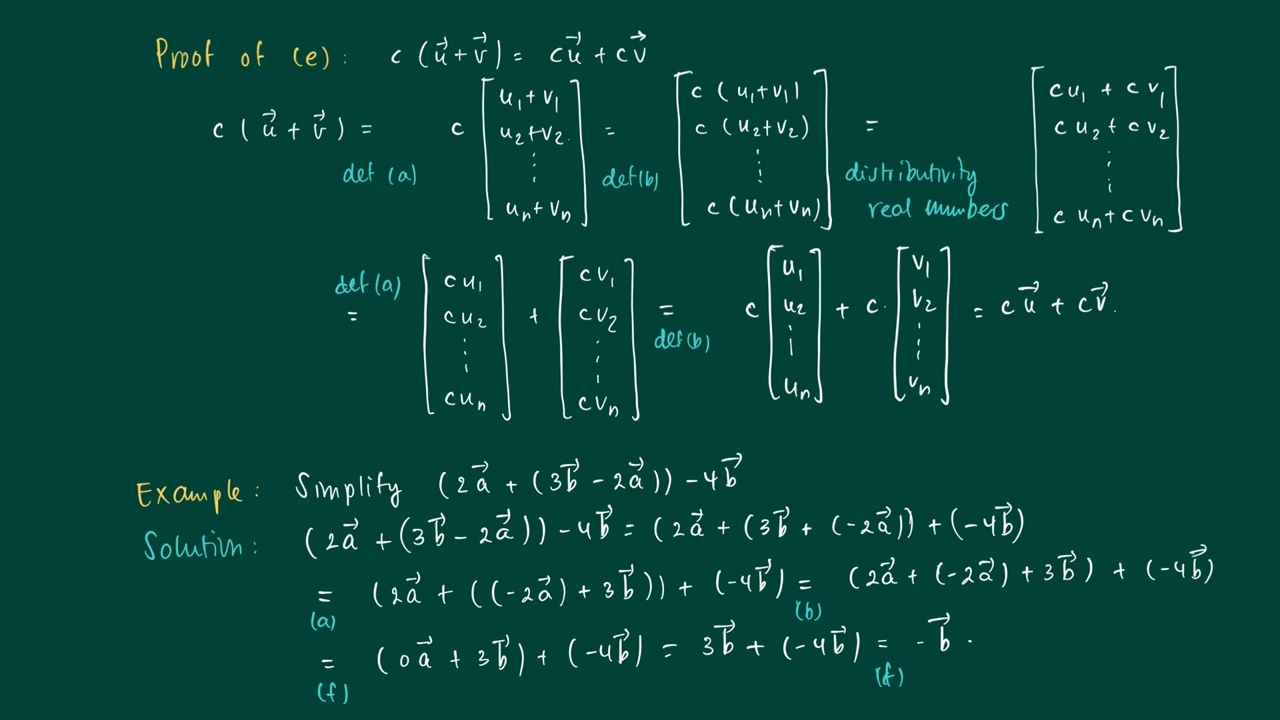 Proof of (e): c (u⃗ + v⃗) = cu⃗ + cv⃗
c (u⃗ + v⃗) = c [u₁+v₁ u₂+v₂ ⋮ uₙ+vₙ] = [c (u₁+v₁) c (u₂+v₂) ⋮ c (uₙ+vₙ)] = [cu₁ + cv₁ cu₂ + cv₂ ⋮ cuₙ + cvₙ]
def (a) def(b) distributivity
real numbers
def(a)
= [cu₁ cu₂ ⋮ cuₙ] + [cv₁ cv₂ ⋮ cvₙ] = c [u₁ u₂ ⋮ uₙ] + c· [v₁ v₂ ⋮ vₙ] = cu⃗ + cv⃗.
def(b)
Example: Simplify (2a⃗ + (3b⃗ - 2a⃗)) - 4b⃗
Solution: (2a⃗ + (3b⃗ - 2a⃗)) - 4b⃗ = (2a⃗ + (3b⃗ + (-2a⃗)) + (-4b⃗)
= (2a⃗ + ((-2a⃗) + 3b⃗)) + (-4b⃗) = (2a⃗ + (-2a⃗) + 3b⃗) + (-4b⃗)
(a) (b)
= (0a⃗ + 3b⃗) + (-4b⃗) = 3b⃗ + (-4b⃗) = -b⃗.
(f) (f)